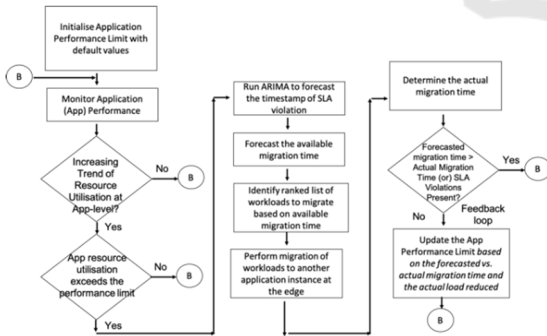 Initialise Application
Performance Limit with
default values
B
Monitor Application
(App) Performance
Increasing
Trend of
Resource
Utilisation at
App-level?
No
B
Yes
App resource
utilisation
exceeds the
performance limit
No
B
Yes
Run ARIMA to forecast
the timestamp of SLA
violation
Forecast the available
migration time
Identify ranked list of
workloads to migrate
based on available
migration time
Perform migration of
workloads to another
application instance at
the edge
Determine the actual
migration time
Forecasted
migration time >
Actual Migration
Time (or) SLA
Violations
Present?
Yes
B
No
Feedback
loop
Update the App
Performance Limit based
on the forecasted vs.
actual migration time and
the actual load reduced
B